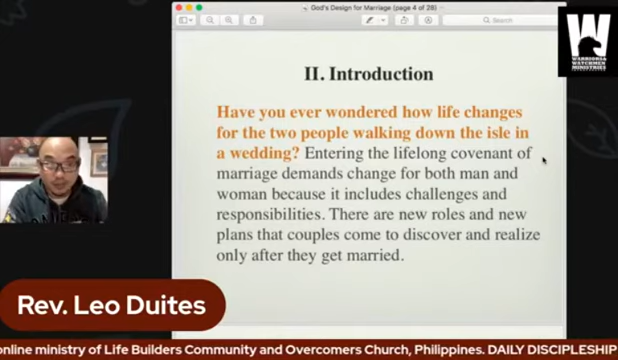 God's Design for Marriage (page 4 of 28)
Search
W
WARRIORS &
WATCHMEN
MINISTRIES
II. Introduction
Have you ever wondered how life changes
for the two people walking down the isle in
a wedding? Entering the lifelong covenant of
marriage demands change for both man and
woman because it includes challenges and
responsibilities. There are new roles and new
plans that couples come to discover and realize
only after they get married.
Rev. Leo Duites
online ministry of Life Builders Community and Overcomers Church, Philippines. DAILY DISCIPLESHIP